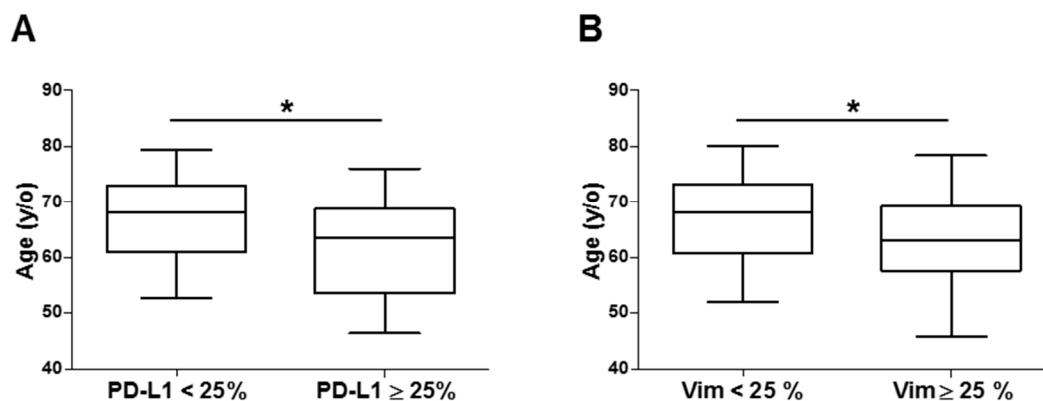 A
B
Age (y/o)
90
80
70
60
50
40
*
PD-L1 < 25%
PD-L1 ≥ 25%
Age (y/o)
90
80
70
60
50
40
*
Vim < 25 %
Vim ≥ 25 %